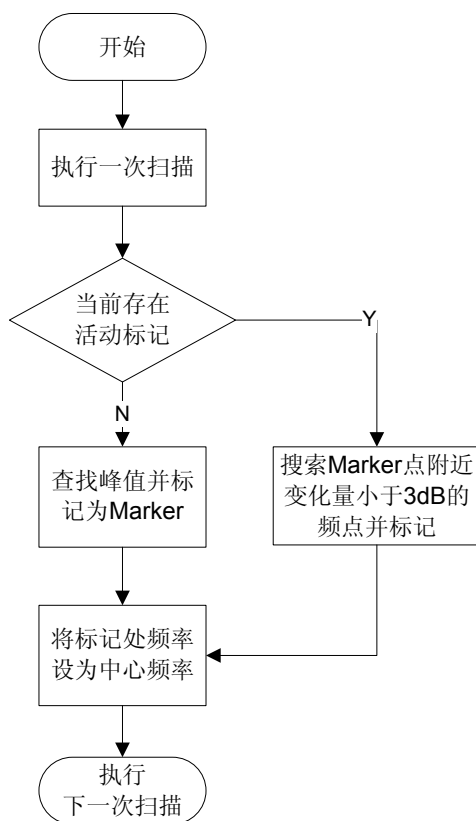 开始
执行一次扫描
当前存在
活动标记
Y
N
查找峰值并标
记为Marker
搜索Marker点附近
变化量小于3dB的
频点并标记
将标记处频率
设为中心频率
执行
下一次扫描